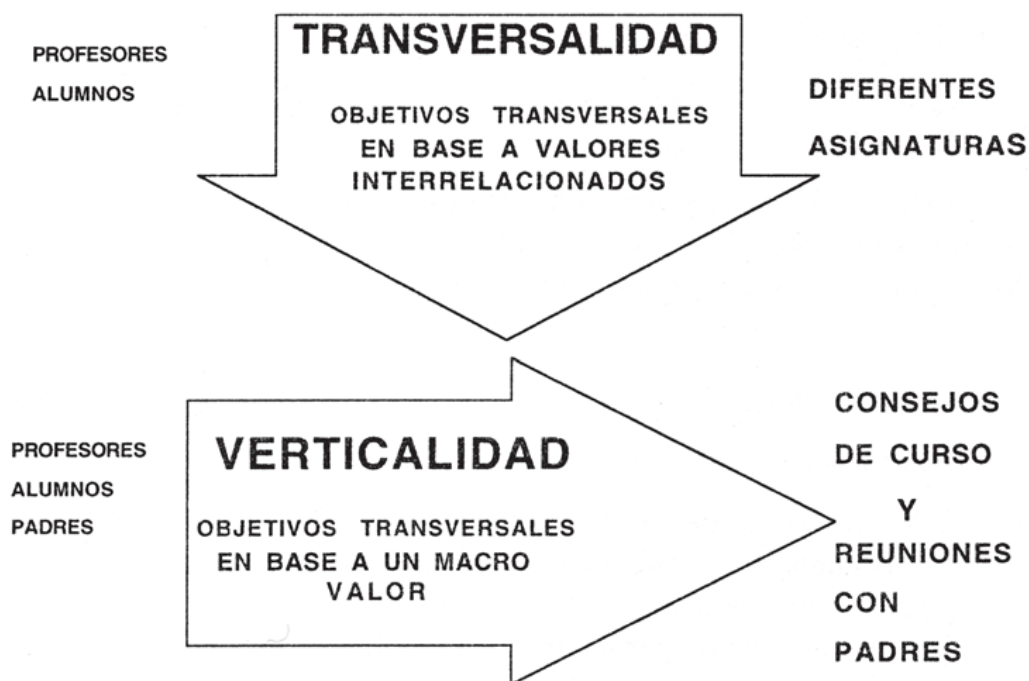 PROFESORES
ALUMNOS
TRANSVERSALIDAD
OBJETIVOS TRANSVERSALES
EN BASE A VALORES
INTERRELACIONADOS
DIFERENTES
ASIGNATURAS
PROFESORES
ALUMNOS
PADRES
VERTICALIDAD
OBJETIVOS TRANSVERSALES
EN BASE A UN MACRO
VALOR
CONSEJOS
DE CURSO
Y
REUNIONES
CON
PADRES